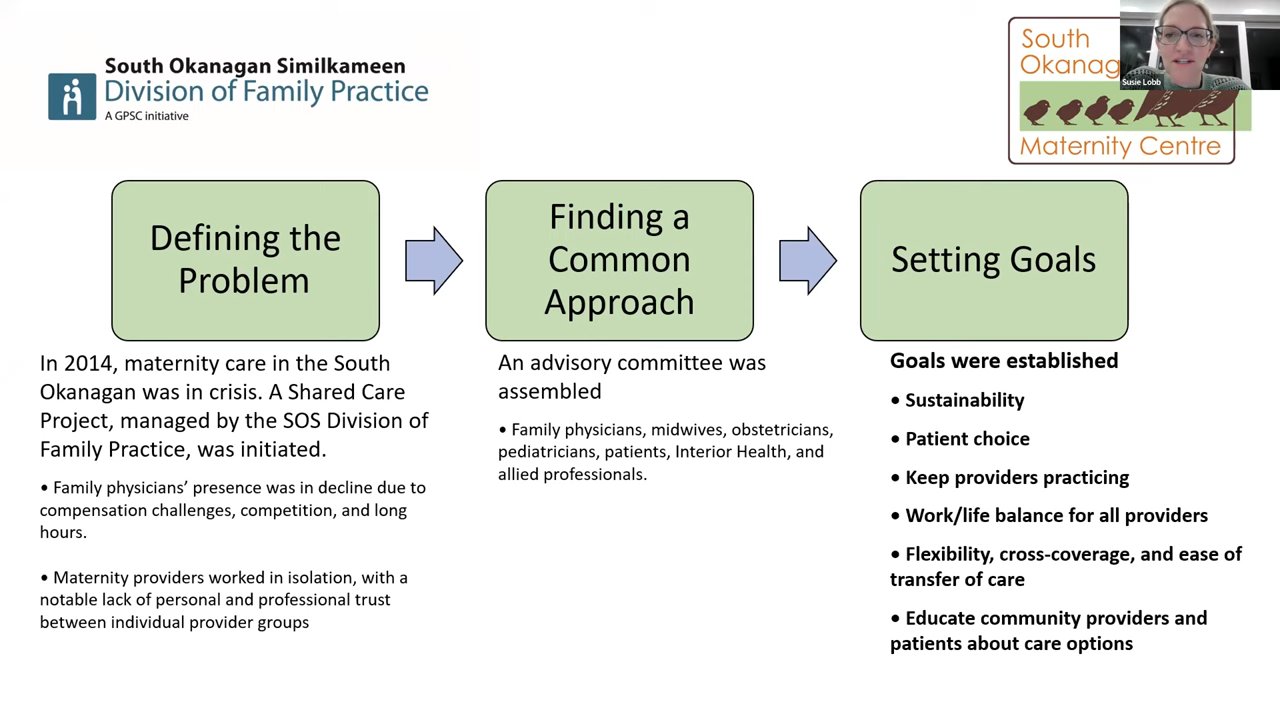 South Okanagan Similkameen
Division of Family Practice
A GPSC initiative
South
Okanag
Maternity Centre
Susie Lobb
Defining the
Problem
Finding a
Common
Approach
Setting Goals
In 2014, maternity care in the South
Okanagan was in crisis. A Shared Care
Project, managed by the SOS Division of
Family Practice, was initiated.
• Family physicians’ presence was in decline due to
compensation challenges, competition, and long
hours.
• Maternity providers worked in isolation, with a
notable lack of personal and professional trust
between individual provider groups
An advisory committee was
assembled
• Family physicians, midwives, obstetricians,
pediatricians, patients, Interior Health, and
allied professionals.
Goals were established
• Sustainability
• Patient choice
• Keep providers practicing
• Work/life balance for all providers
• Flexibility, cross-coverage, and ease of
transfer of care
• Educate community providers and
patients about care options